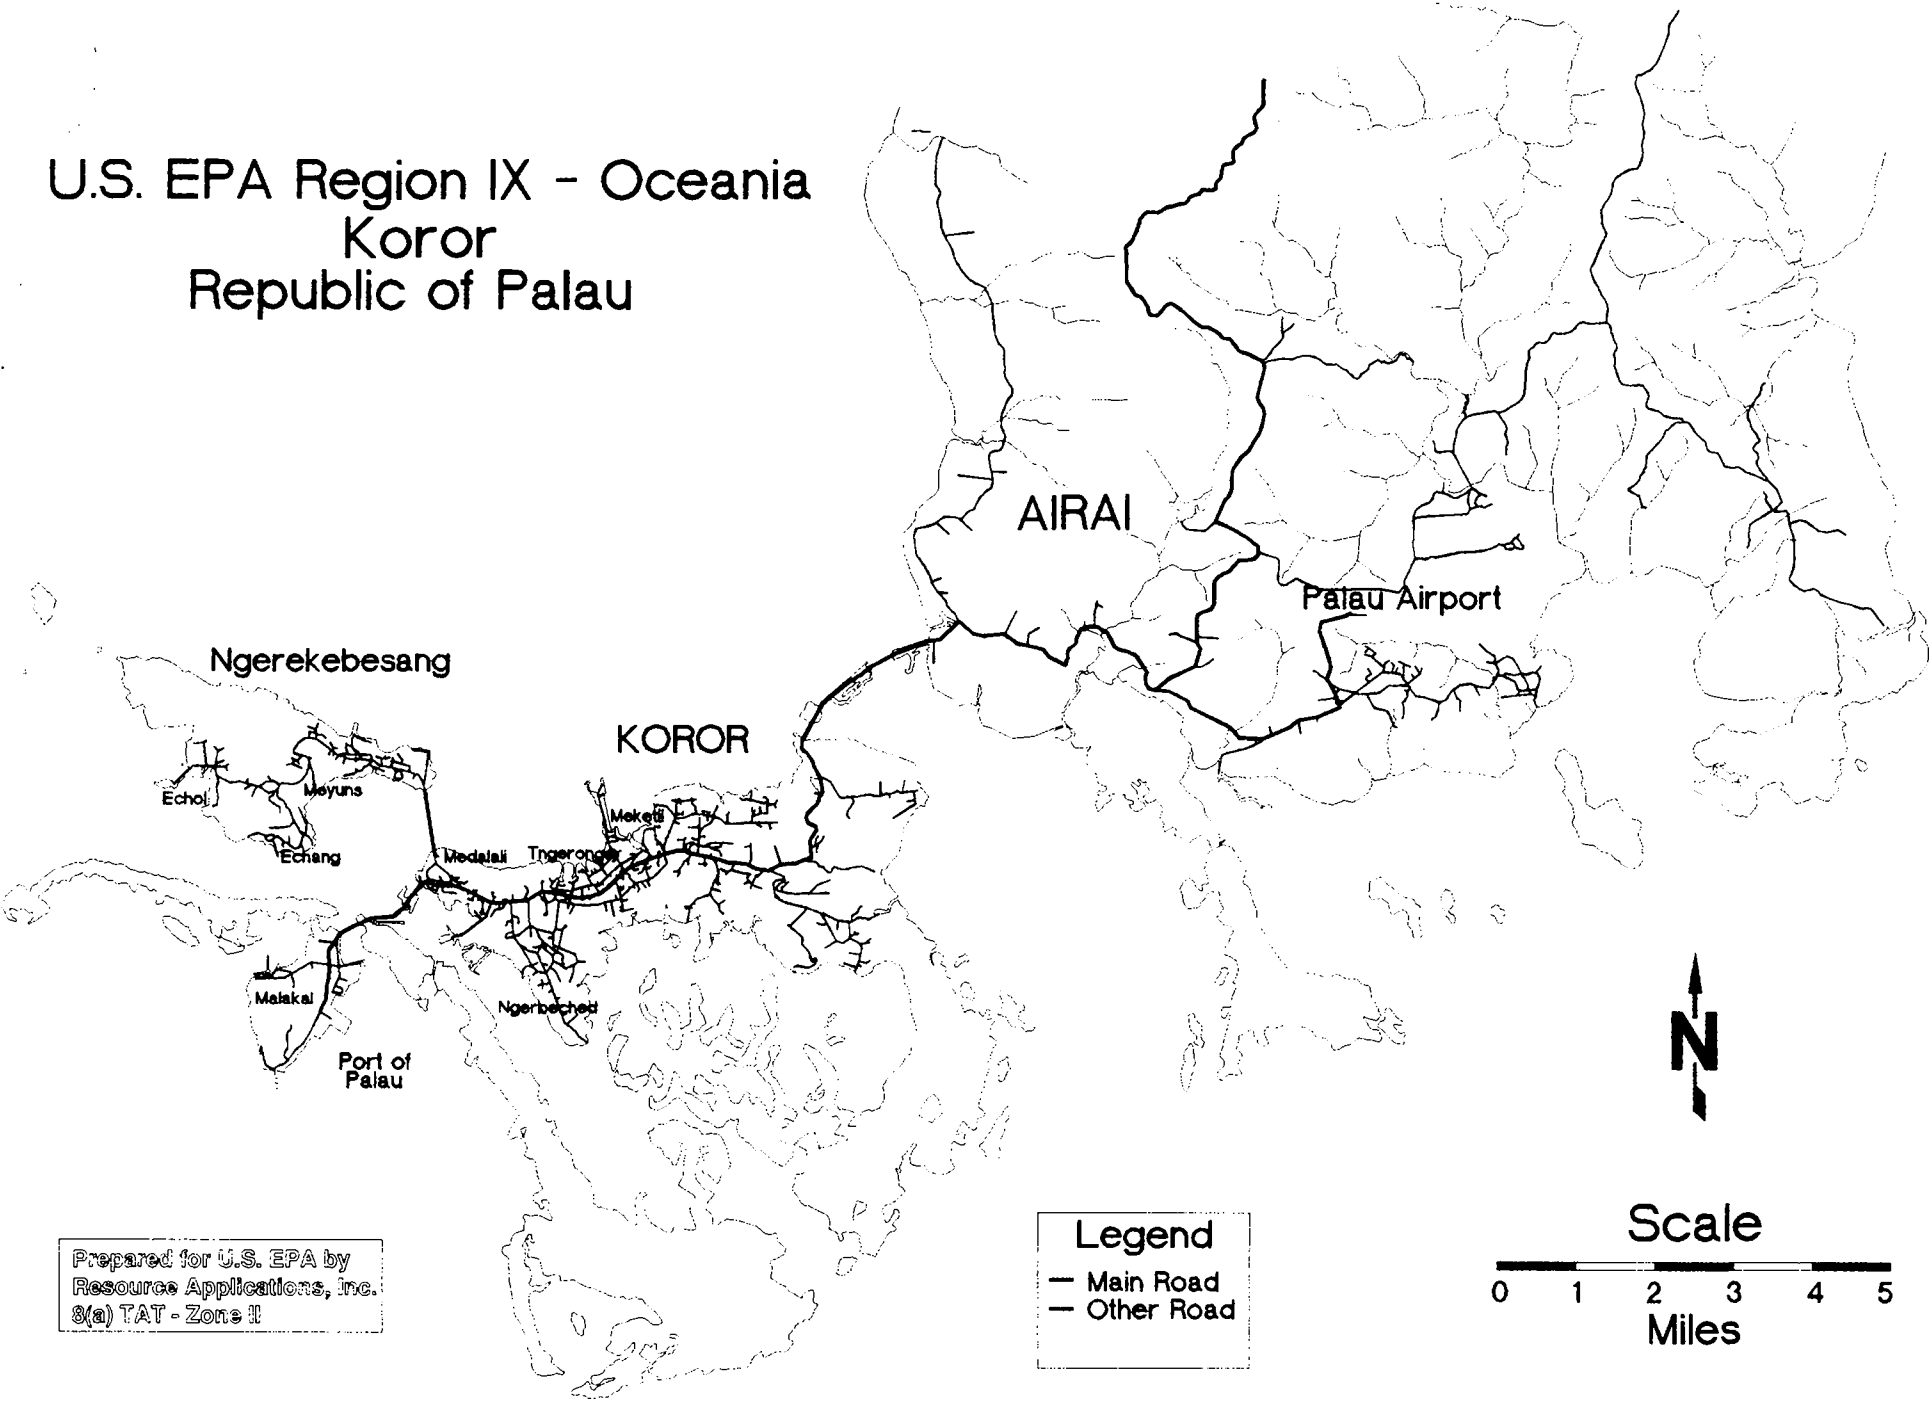 U.S. EPA Region IX - Oceania
Koror
Republic of Palau
AIRAI
Palau Airport
Ngerekebesang
KOROR
Echol
Meyuns
Echang
Meketii
Medalaii
Tngeronger
Malakal
Ngerbeched
Port of
Palau
N
Prepared for U.S. EPA by
Resource Applications, Inc.
8(a) TAT - Zone II
Legend
Main Road
Other Road
Scale
0 1 2 3 4 5
Miles